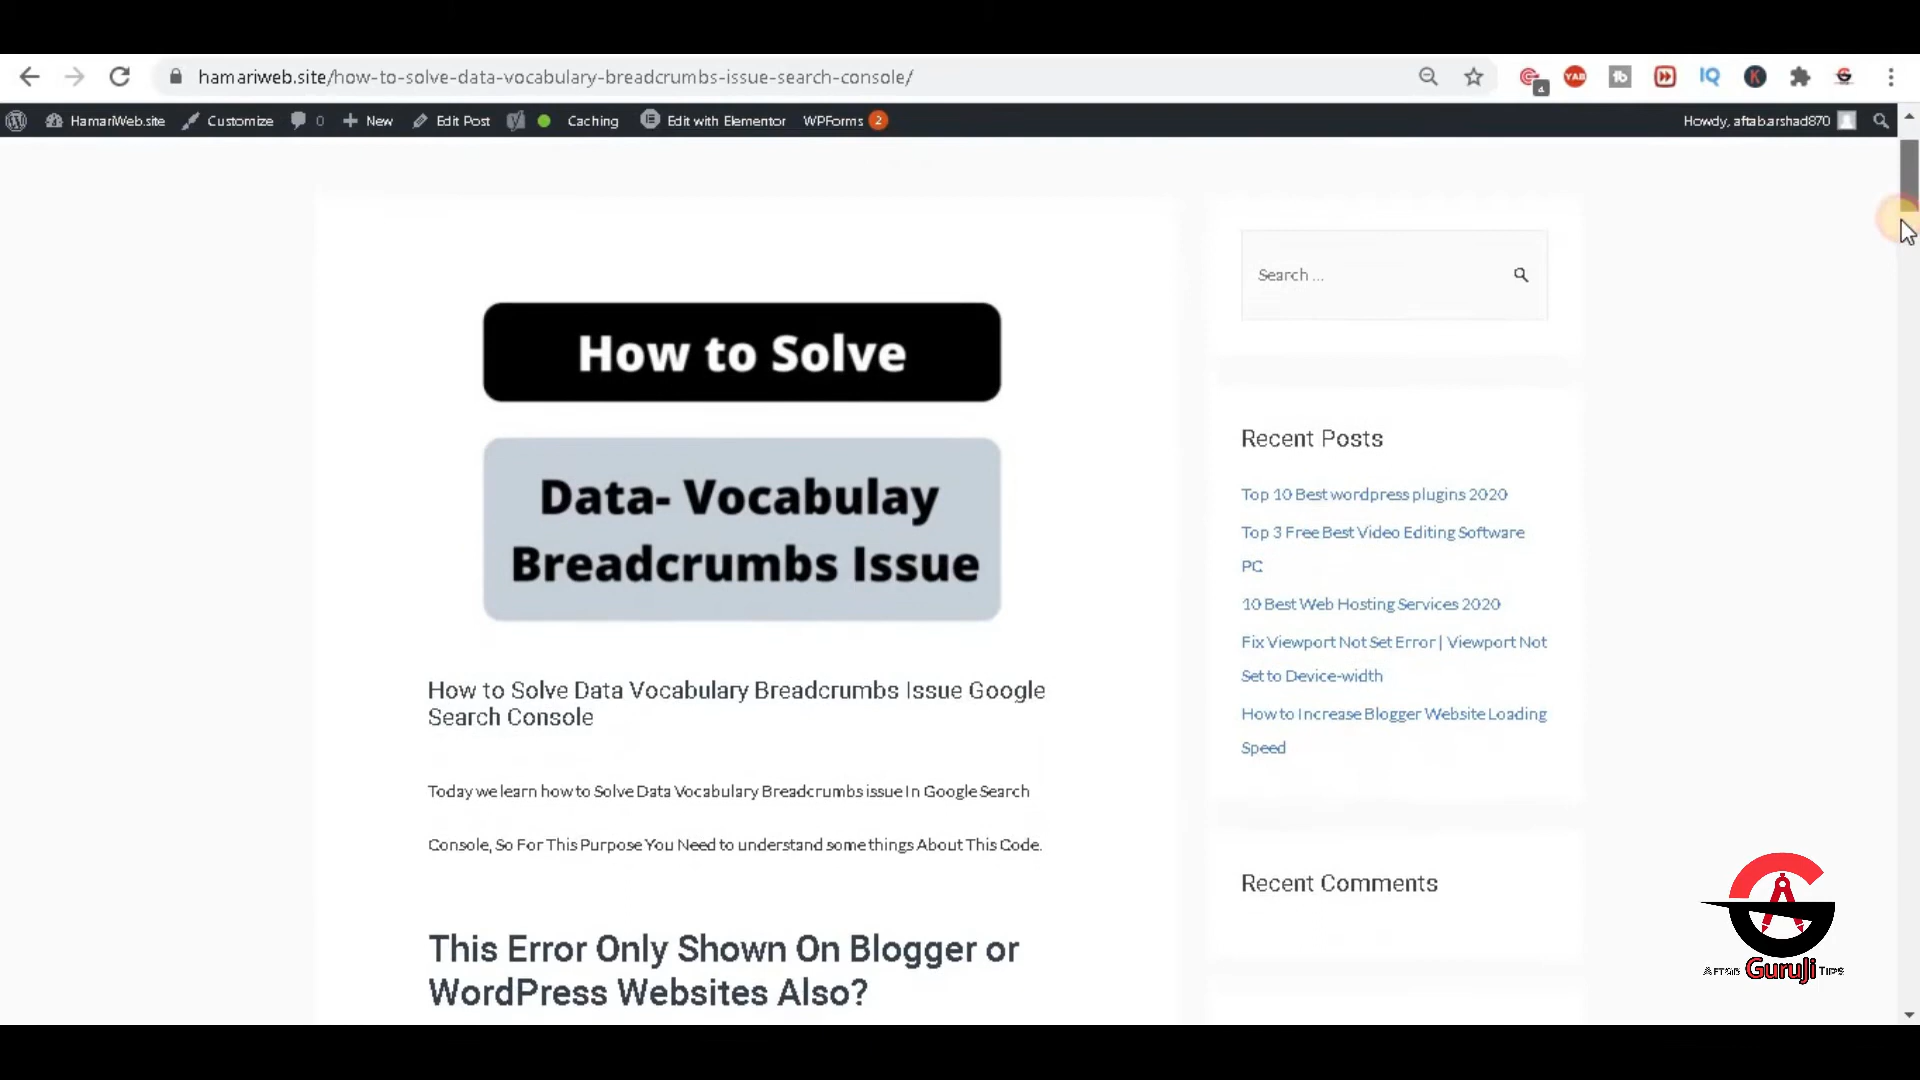 hamariweb.site/how-to-solve-data-vocabulary-breadcrumbs-issue-search-console/
YAB
IQ
K
HamariWeb.site Customize 0 New Edit Post Caching Edit with Elementor WPForms 2 Howdy, aftab.arshad870
Search ...
How to Solve
Data- Vocabulay
Breadcrumbs Issue
How to Solve Data Vocabulary Breadcrumbs Issue Google
Search Console
Today we learn how to Solve Data Vocabulary Breadcrumbs issue In Google Search
Console, So For This Purpose You Need to understand some things About This Code.
This Error Only Shown On Blogger or
WordPress Websites Also?
Recent Posts
Top 10 Best wordpress plugins 2020
Top 3 Free Best Video Editing Software
PC
10 Best Web Hosting Services 2020
Fix Viewport Not Set Error | Viewport Not
Set to Device-width
How to Increase Blogger Website Loading
Speed
Recent Comments
Aftab GuruJi Tips